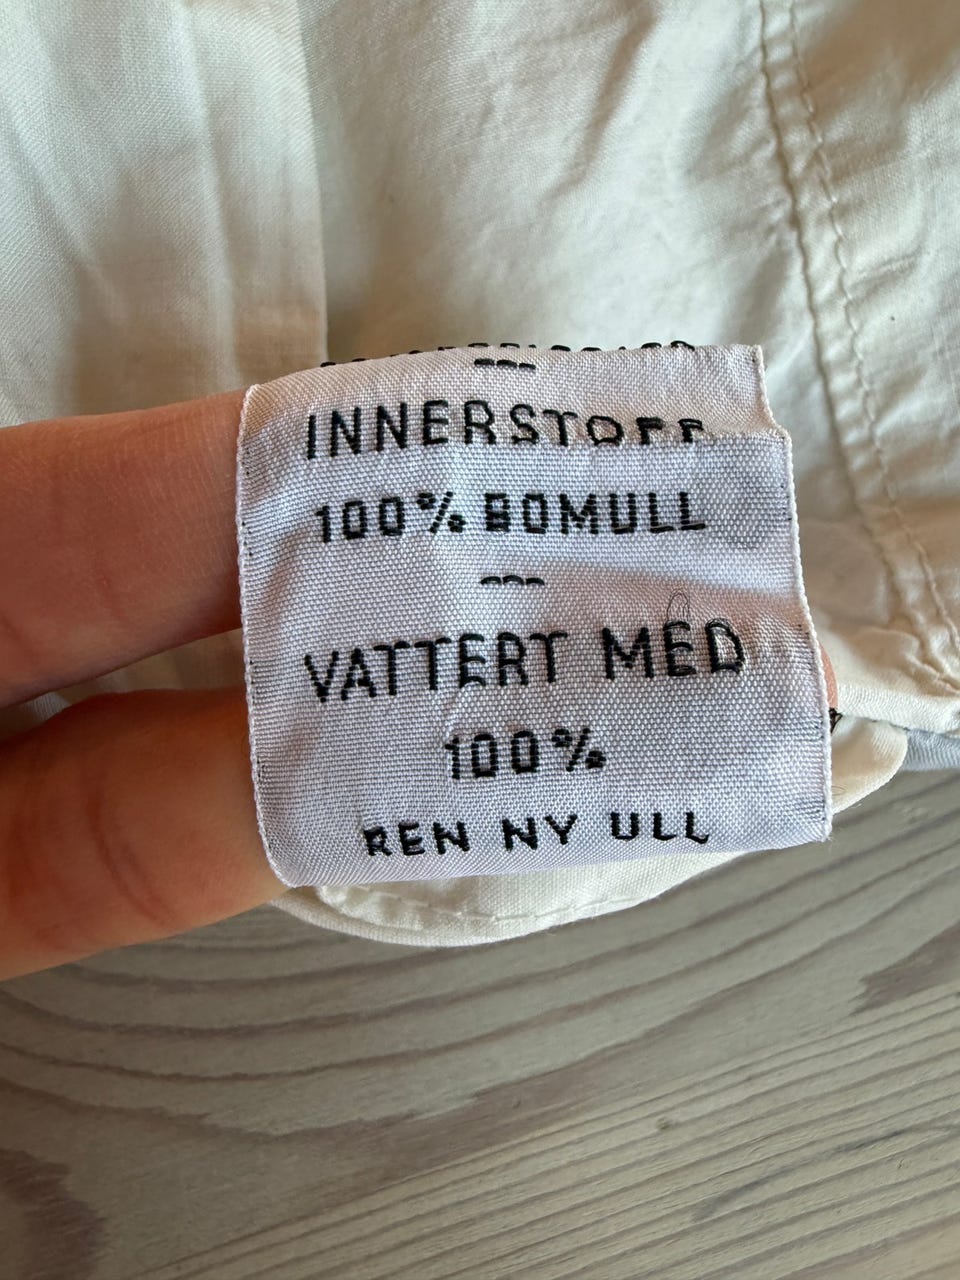 INNERSTOFF
100% BOMULL
VATTERT MED
100%
REN NY ULL